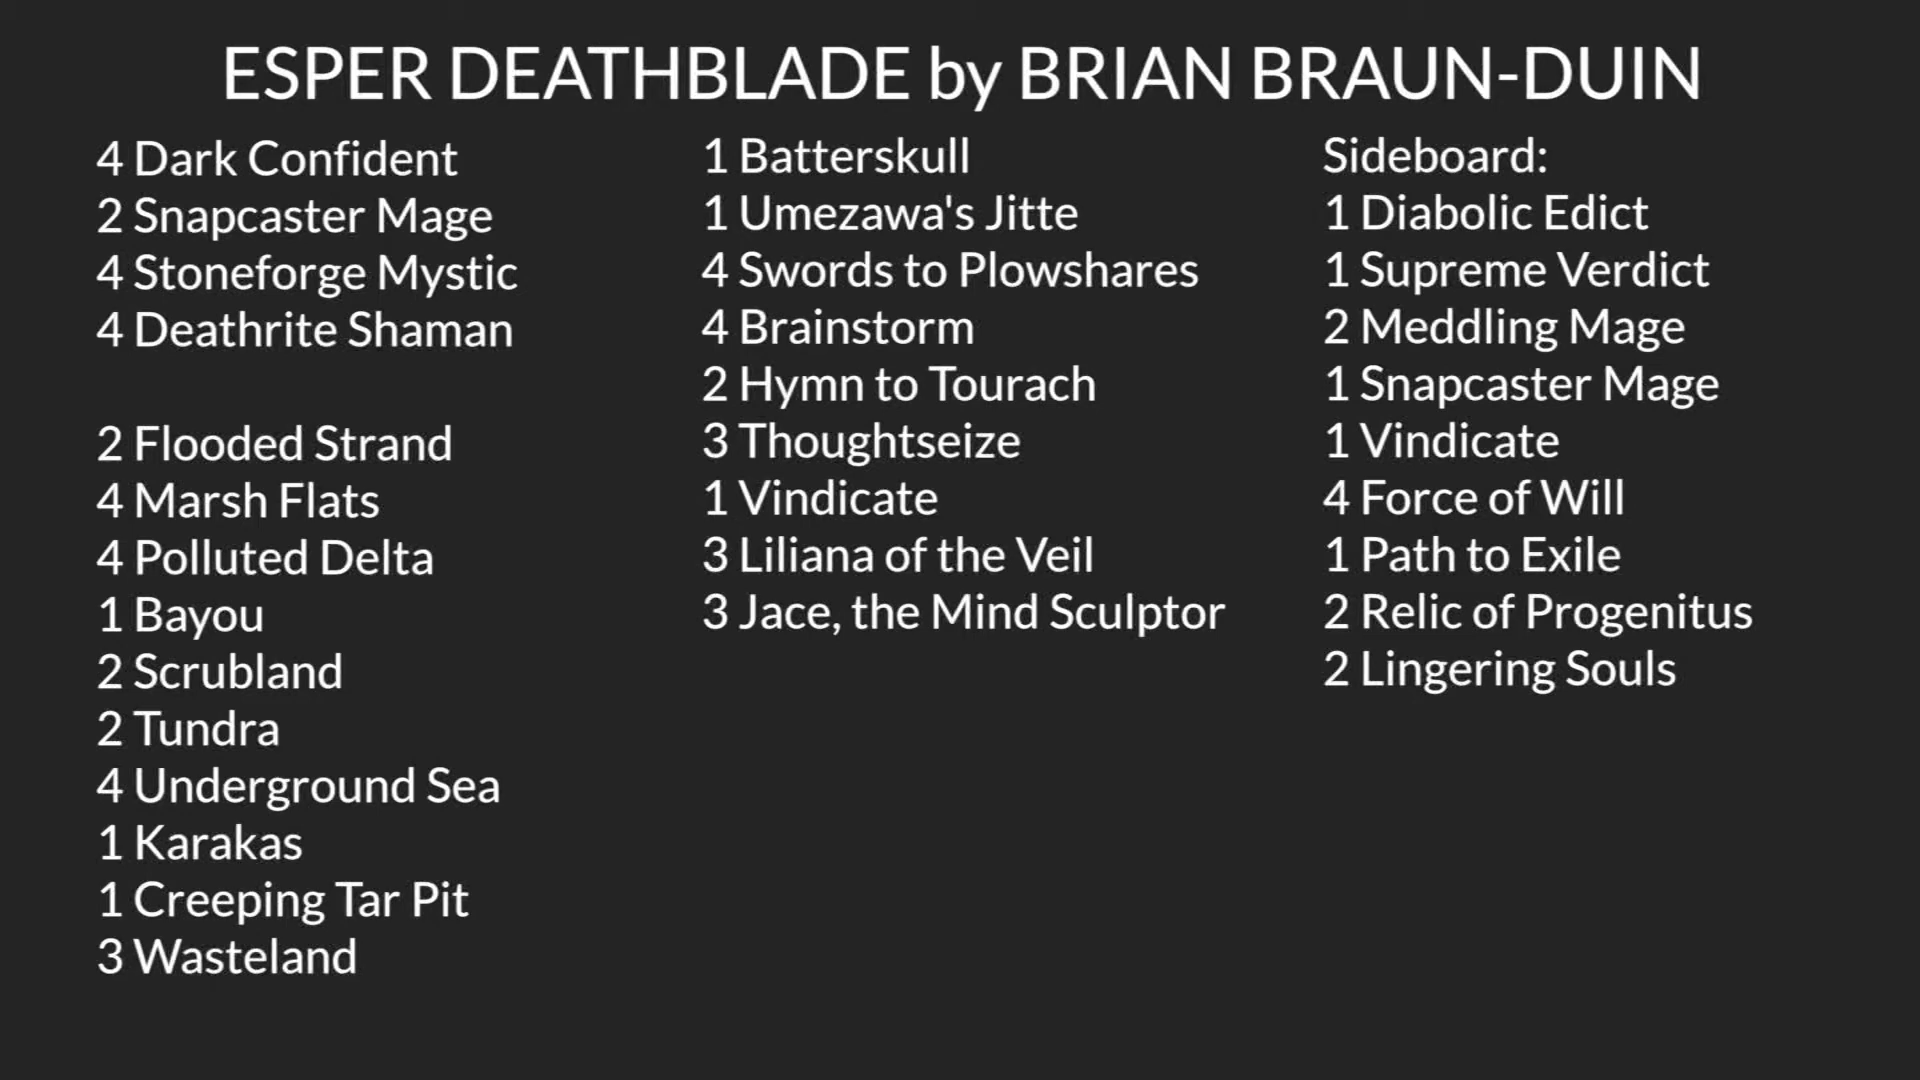 ESPER DEATHBLADE by BRIAN BRAUN-DUIN
4 Dark Confident
2 Snapcaster Mage
4 Stoneforge Mystic
4 Deathrite Shaman
2 Flooded Strand
4 Marsh Flats
4 Polluted Delta
1 Bayou
2 Scrubland
2 Tundra
4 Underground Sea
1 Karakas
1 Creeping Tar Pit
3 Wasteland
1 Batterskull
1 Umezawa's Jitte
4 Swords to Plowshares
4 Brainstorm
2 Hymn to Tourach
3 Thoughtseize
1 Vindicate
3 Liliana of the Veil
3 Jace, the Mind Sculptor
Sideboard:
1 Diabolic Edict
1 Supreme Verdict
2 Meddling Mage
1 Snapcaster Mage
1 Vindicate
4 Force of Will
1 Path to Exile
2 Relic of Progenitus
2 Lingering Souls